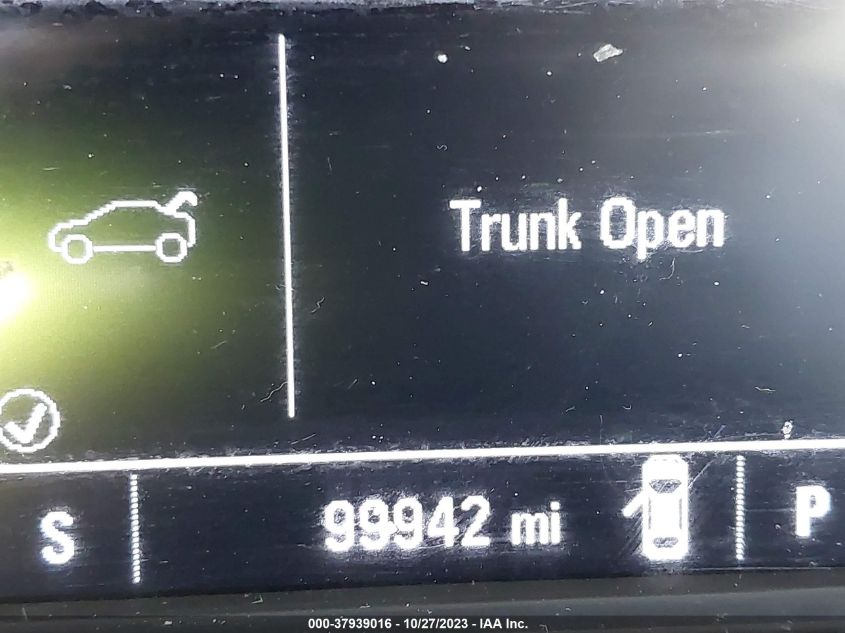 Trunk Open
S 99942 mi P
000-37939016 - 10/27/2023 - IAA Inc.